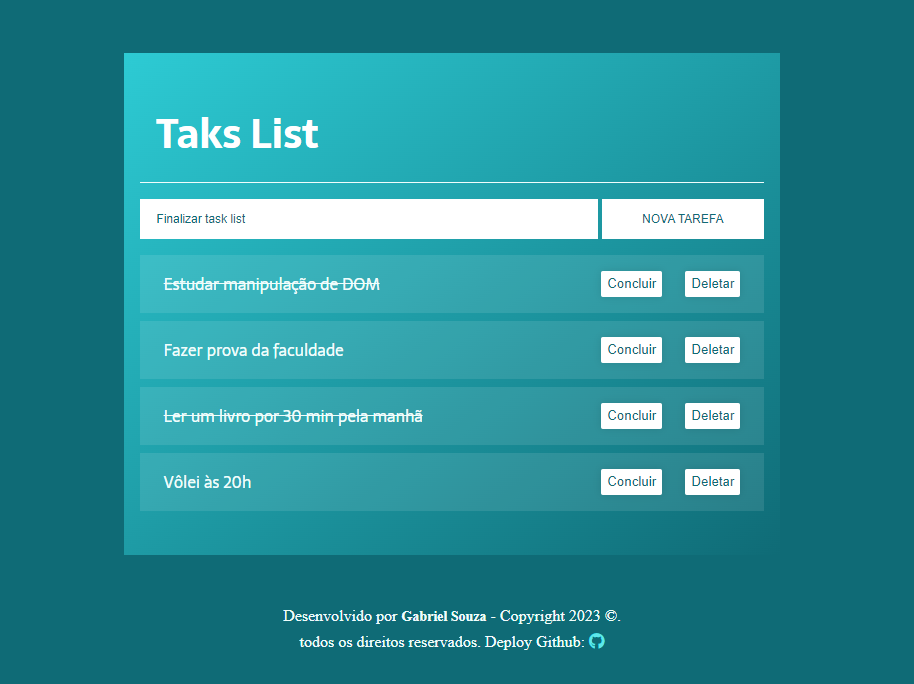 Taks List
Finalizar task list NOVA TAREFA
Estudar manipulação de DOM Concluir Deletar
Fazer prova da faculdade Concluir Deletar
Ler um livro por 30 min pela manhã Concluir Deletar
Vôlei às 20h Concluir Deletar
Desenvolvido por Gabriel Souza - Copyright 2023 ©.
todos os direitos reservados. Deploy Github: